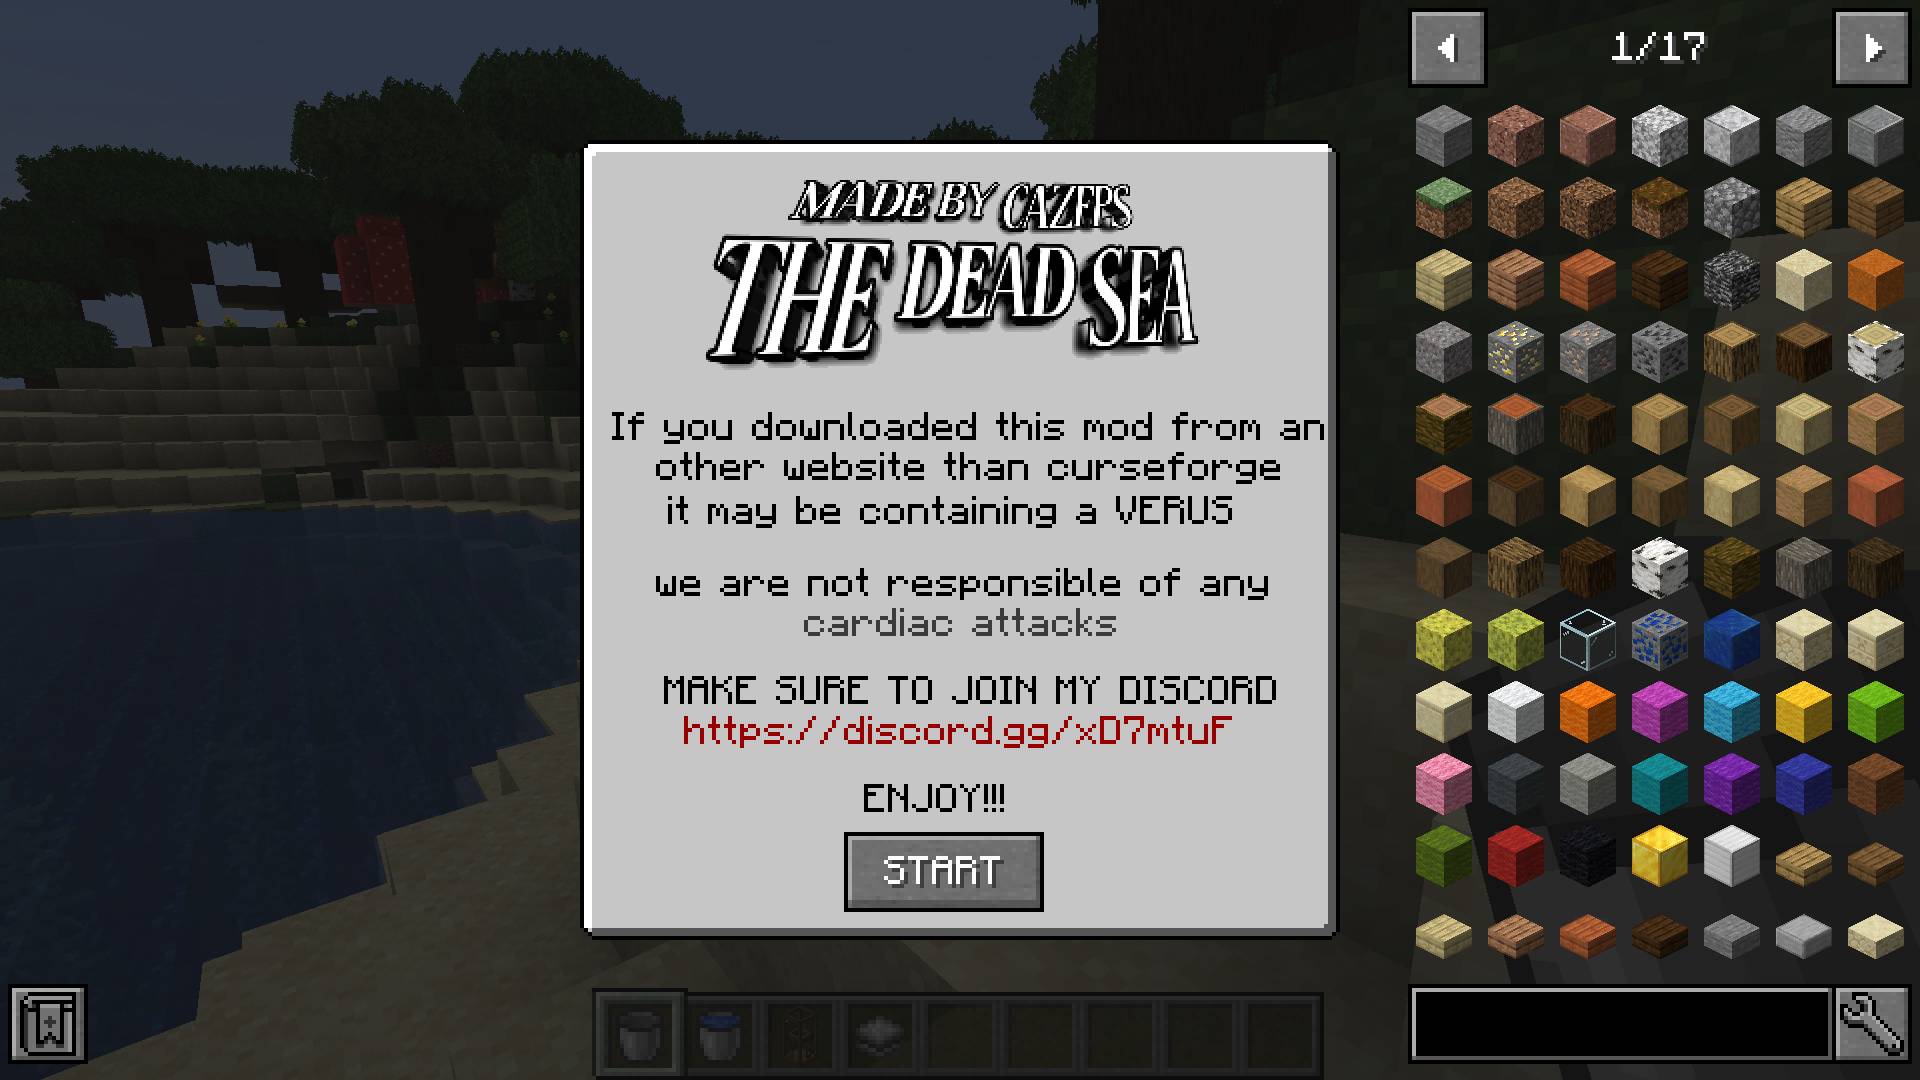 1/17
MADE BY CAZFPS
THE DEAD SEA
If you downloaded this mod from an
other website than curseforge
it may be containing a VERUS
we are not responsible of any
cardiac attacks
MAKE SURE TO JOIN MY DISCORD
https://discord.gg/xD7mtuF
ENJOY!!!
START